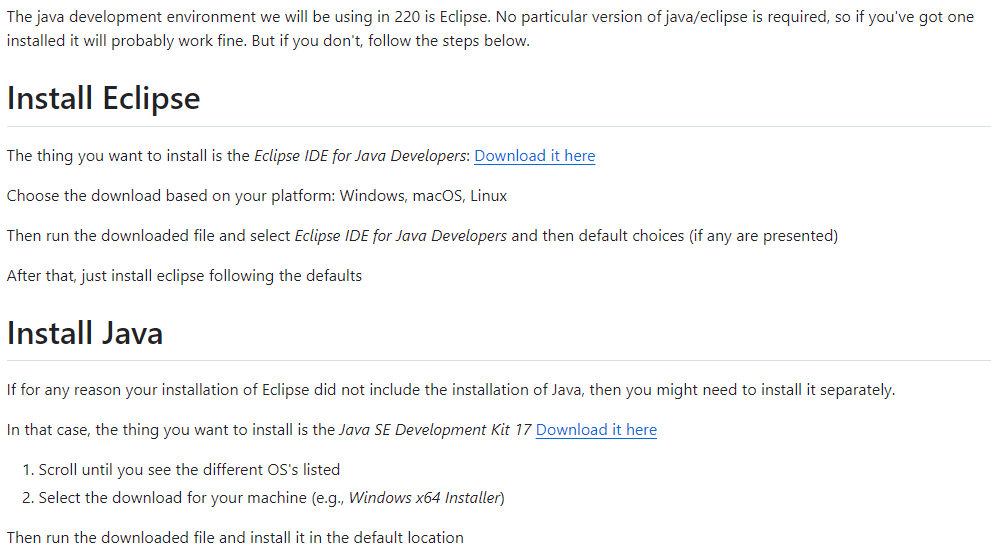 The java development environment we will be using in 220 is Eclipse. No particular version of java/eclipse is required, so if you've got one
installed it will probably work fine. But if you don't, follow the steps below.
Install Eclipse
The thing you want to install is the Eclipse IDE for Java Developers: Download it here
Choose the download based on your platform: Windows, macOS, Linux
Then run the downloaded file and select Eclipse IDE for Java Developers and then default choices (if any are presented)
After that, just install eclipse following the defaults
Install Java
If for any reason your installation of Eclipse did not include the installation of Java, then you might need to install it separately.
In that case, the thing you want to install is the Java SE Development Kit 17 Download it here
1. Scroll until you see the different OS's listed
2. Select the download for your machine (e.g., Windows x64 Installer)
Then run the downloaded file and install it in the default location